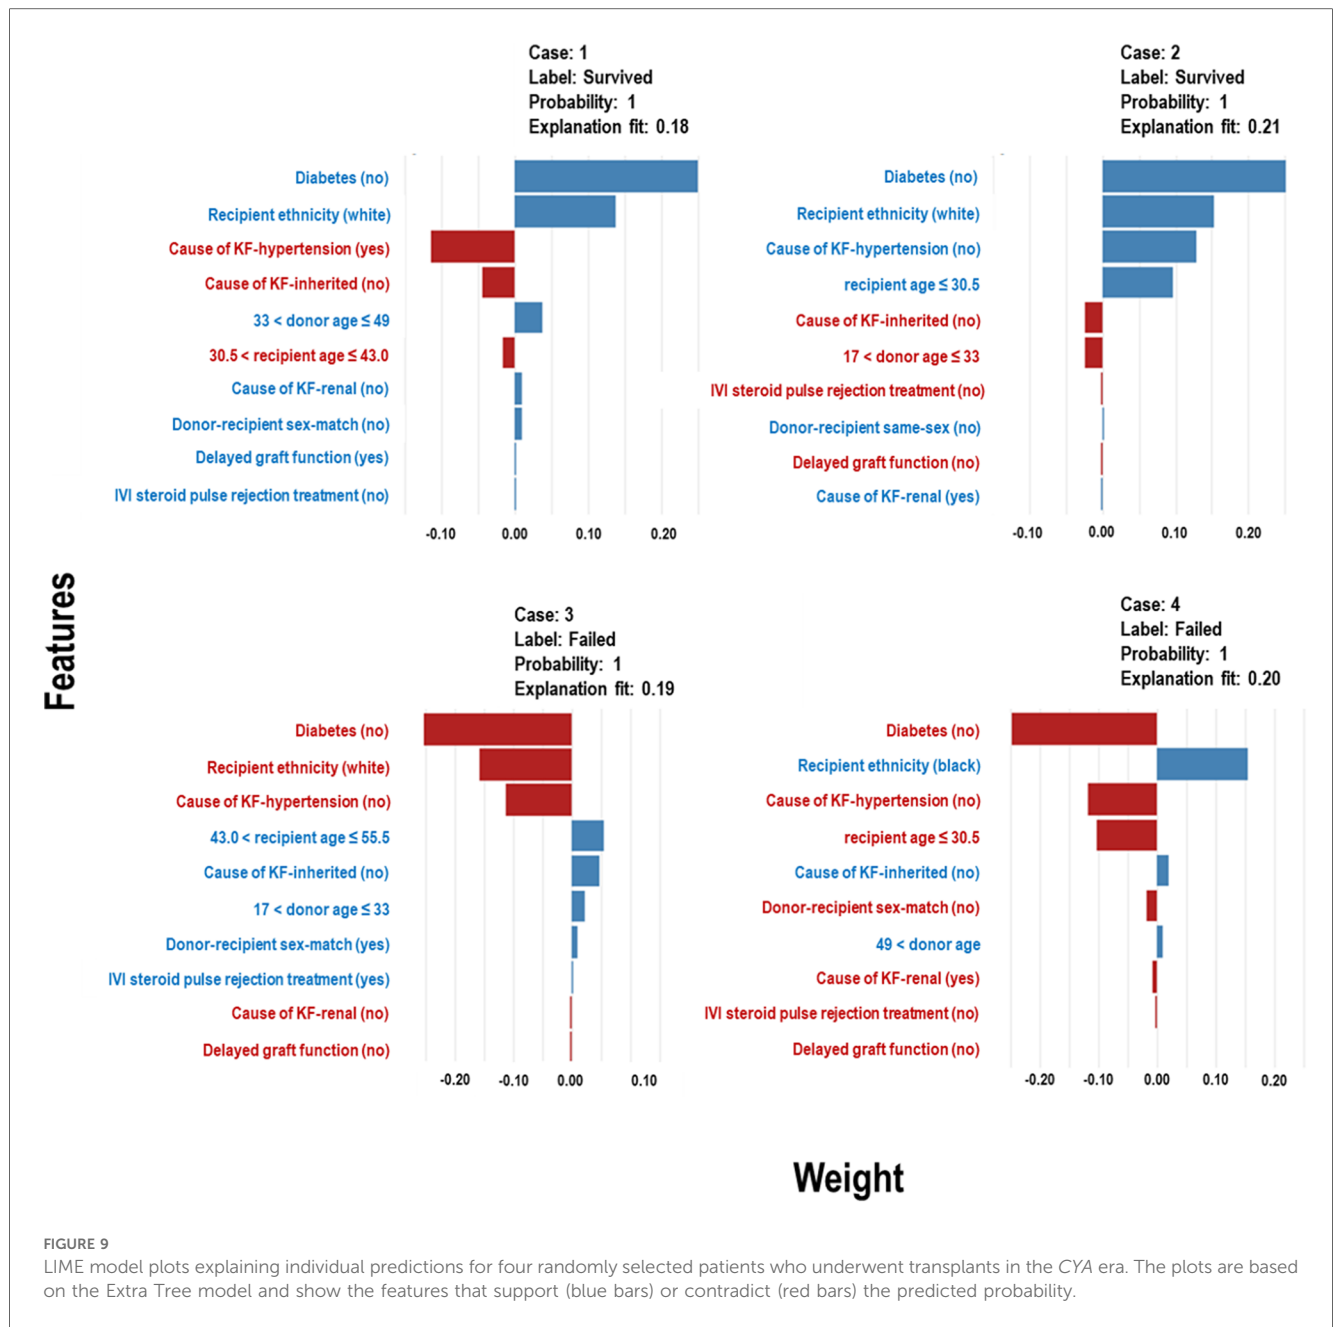 Case: 1
Label: Survived
Probability: 1
Explanation fit: 0.18
Diabetes (no)
Recipient ethnicity (white)
Cause of KF-hypertension (yes)
Cause of KF-inherited (no)
33 < donor age ≤ 49
30.5 < recipient age ≤ 43.0
Cause of KF-renal (no)
Donor-recipient sex-match (no)
Delayed graft function (yes)
IVI steroid pulse rejection treatment (no)
-0.10 0.00 0.10 0.20
Case: 2
Label: Survived
Probability: 1
Explanation fit: 0.21
Diabetes (no)
Recipient ethnicity (white)
Cause of KF-hypertension (no)
recipient age ≤ 30.5
Cause of KF-inherited (no)
17 < donor age ≤ 33
IVI steroid pulse rejection treatment (no)
Donor-recipient same-sex (no)
Delayed graft function (no)
Cause of KF-renal (yes)
-0.10 0.00 0.10 0.20
Features
Case: 3
Label: Failed
Probability: 1
Explanation fit: 0.19
Diabetes (no)
Recipient ethnicity (white)
Cause of KF-hypertension (no)
43.0 < recipient age ≤ 55.5
Cause of KF-inherited (no)
17 < donor age ≤ 33
Donor-recipient sex-match (yes)
IVI steroid pulse rejection treatment (yes)
Cause of KF-renal (no)
Delayed graft function (no)
-0.20 -0.10 0.00 0.10
Case: 4
Label: Failed
Probability: 1
Explanation fit: 0.20
Diabetes (no)
Recipient ethnicity (black)
Cause of KF-hypertension (no)
recipient age ≤ 30.5
Cause of KF-inherited (no)
Donor-recipient sex-match (no)
49 < donor age
Cause of KF-renal (yes)
IVI steroid pulse rejection treatment (no)
Delayed graft function (no)
-0.20 -0.10 0.00 0.10 0.20
Weight
FIGURE 9
LIME model plots explaining individual predictions for four randomly selected patients who underwent transplants in the CYA era. The plots are based
on the Extra Tree model and show the features that support (blue bars) or contradict (red bars) the predicted probability.